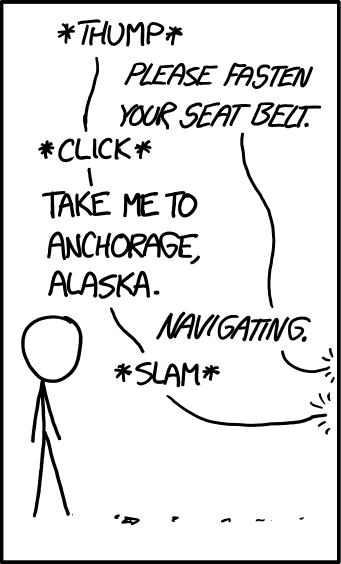 *THUMP*
PLEASE FASTEN
YOUR SEAT BELT.
*CLICK*
TAKE ME TO
ANCHORAGE,
ALASKA.
NAVIGATING.
*SLAM*